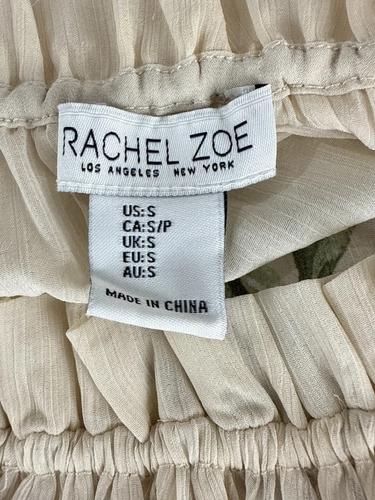 RACHEL ZOE
LOS ANGELES NEW YORK
US:S
CA:S/P
UK:S
EU:S
AU:S
MADE IN CHINA